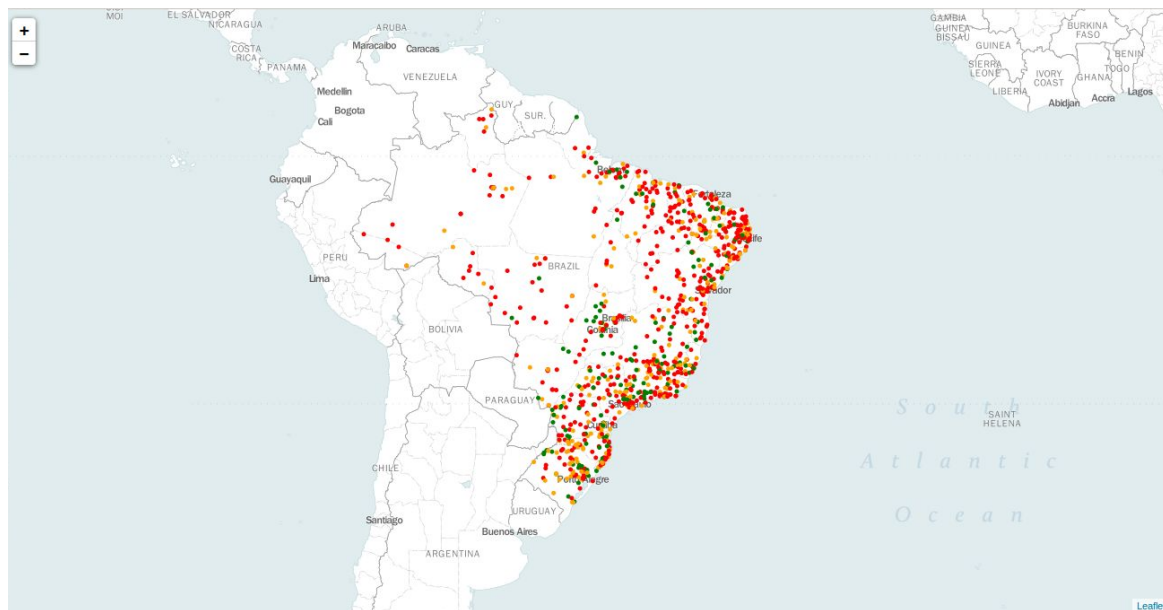 MOI
EL SALVADOR
NICARAGUA
COSTA
RICA
PANAMA
ARUBA
Maracaibo
Caracas
VENEZUELA
Medellin
Bogota
Cali
GUY.
SUR.
Guayaquil
PERU
Lima
BRAZIL
BOLIVIA
Fortaleza
Salvador
Brasilia
Goiania
PARAGUAY
Curitiba
Porto Alegre
CHILE
Santiago
URUGUAY
Buenos Aires
ARGENTINA
GAMBIA
GUINEA
BISSAU
GUINEA
SIERRA
LEONE
LIBERIA
IVORY
COAST
BURKINA
FASO
GHANA
TOGO
BENIN
Abidjan
Accra
Lagos
South
Atlantic
Ocean
SAINT
HELENA
+
−
Leafle